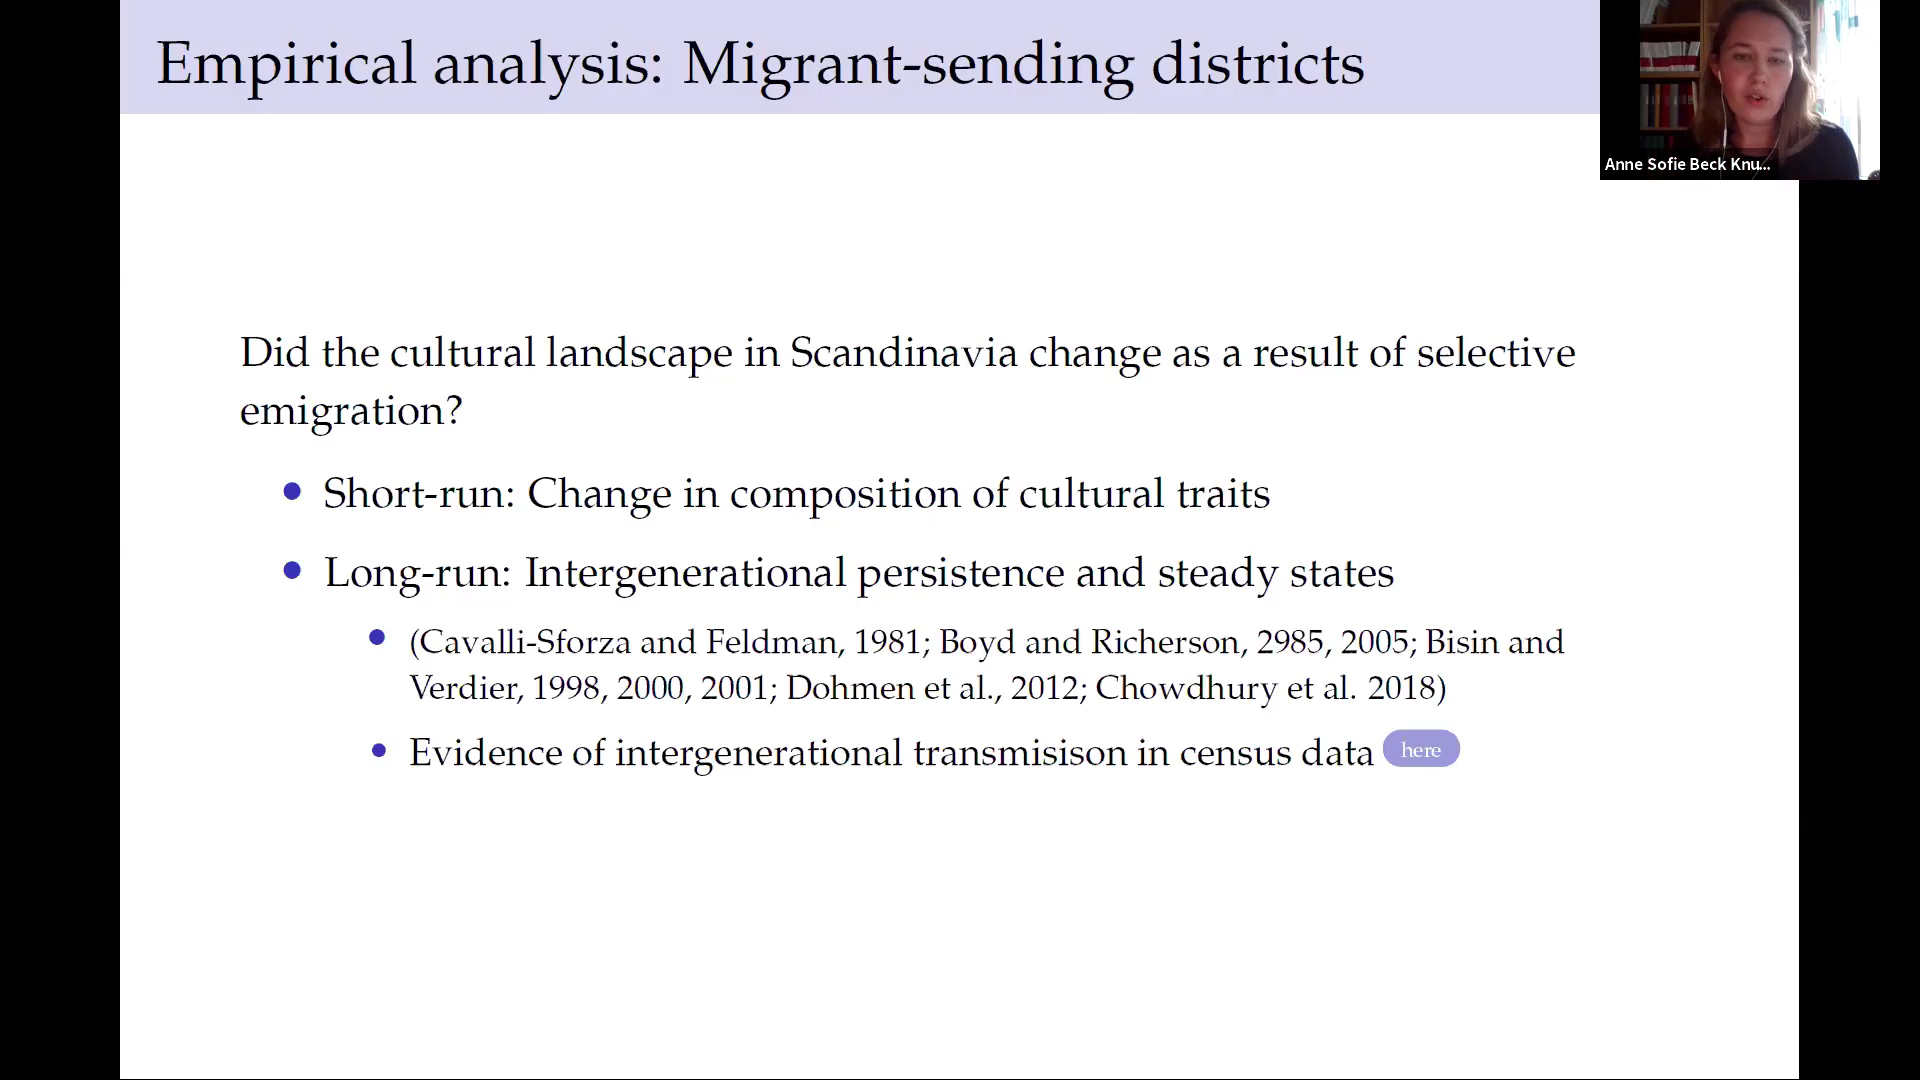 Empirical analysis: Migrant-sending districts
Anne Sofie Beck Knu...
Did the cultural landscape in Scandinavia change as a result of selective
emigration?
Short-run: Change in composition of cultural traits
Long-run: Intergenerational persistence and steady states
(Cavalli-Sforza and Feldman, 1981; Boyd and Richerson, 2985, 2005; Bisin and
Verdier, 1998, 2000, 2001; Dohmen et al., 2012; Chowdhury et al. 2018)
Evidence of intergenerational transmisison in census data here